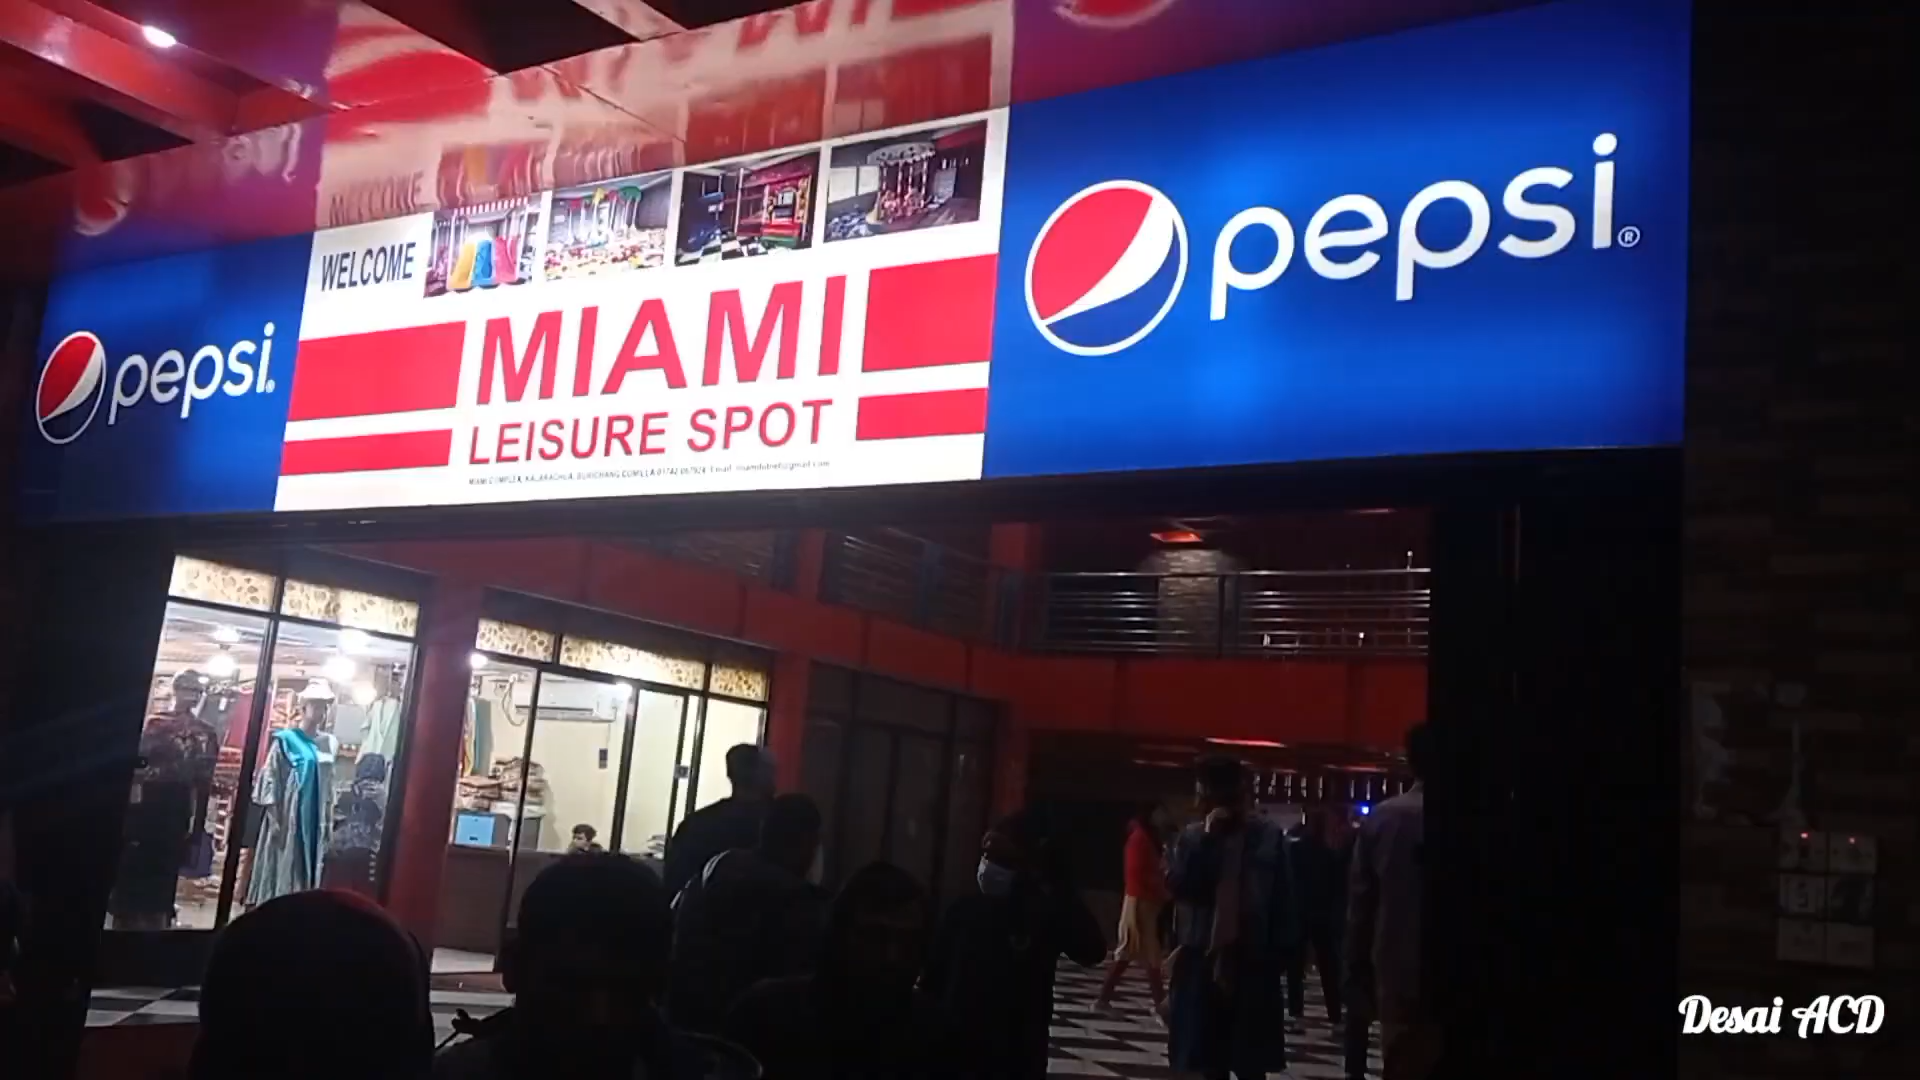 WELCOME
MIAMI
LEISURE SPOT
pepsi
pepsi®
Desai ACD